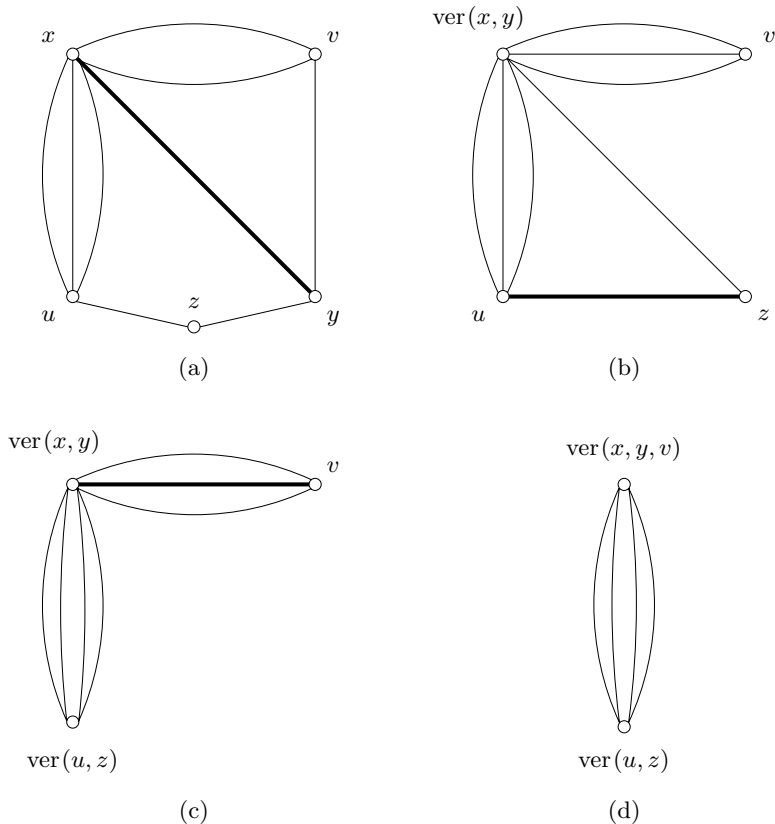 x
v
u
z
y
(a)
ver(x, y)
v
u
z
(b)
ver(x, y)
v
ver(u, z)
(c)
ver(x, y, v)
ver(u, z)
(d)